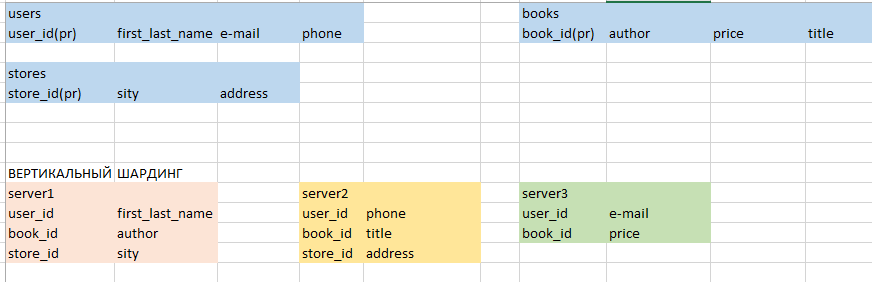 users books
user_id(pr) first_last_name e-mail phone book_id(pr) author price title
stores
store_id(pr) sity address
ВЕРТИКАЛЬНЫЙ ШАРДИНГ
server1 server2 server3
user_id first_last_name user_id phone user_id e-mail
book_id author book_id title book_id price
store_id sity store_id address